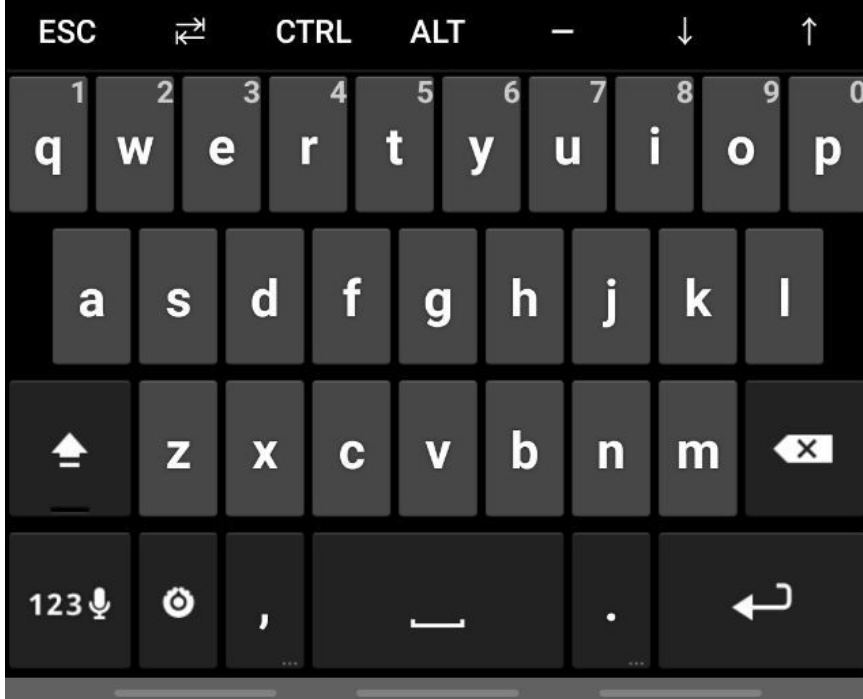 ESC ⇄ CTRL ALT – ↓ ↑
1 2 3 4 5 6 7 8 9 0
q w e r t y u i o p
a s d f g h j k l
z x c v b n m
123 , .
... ...